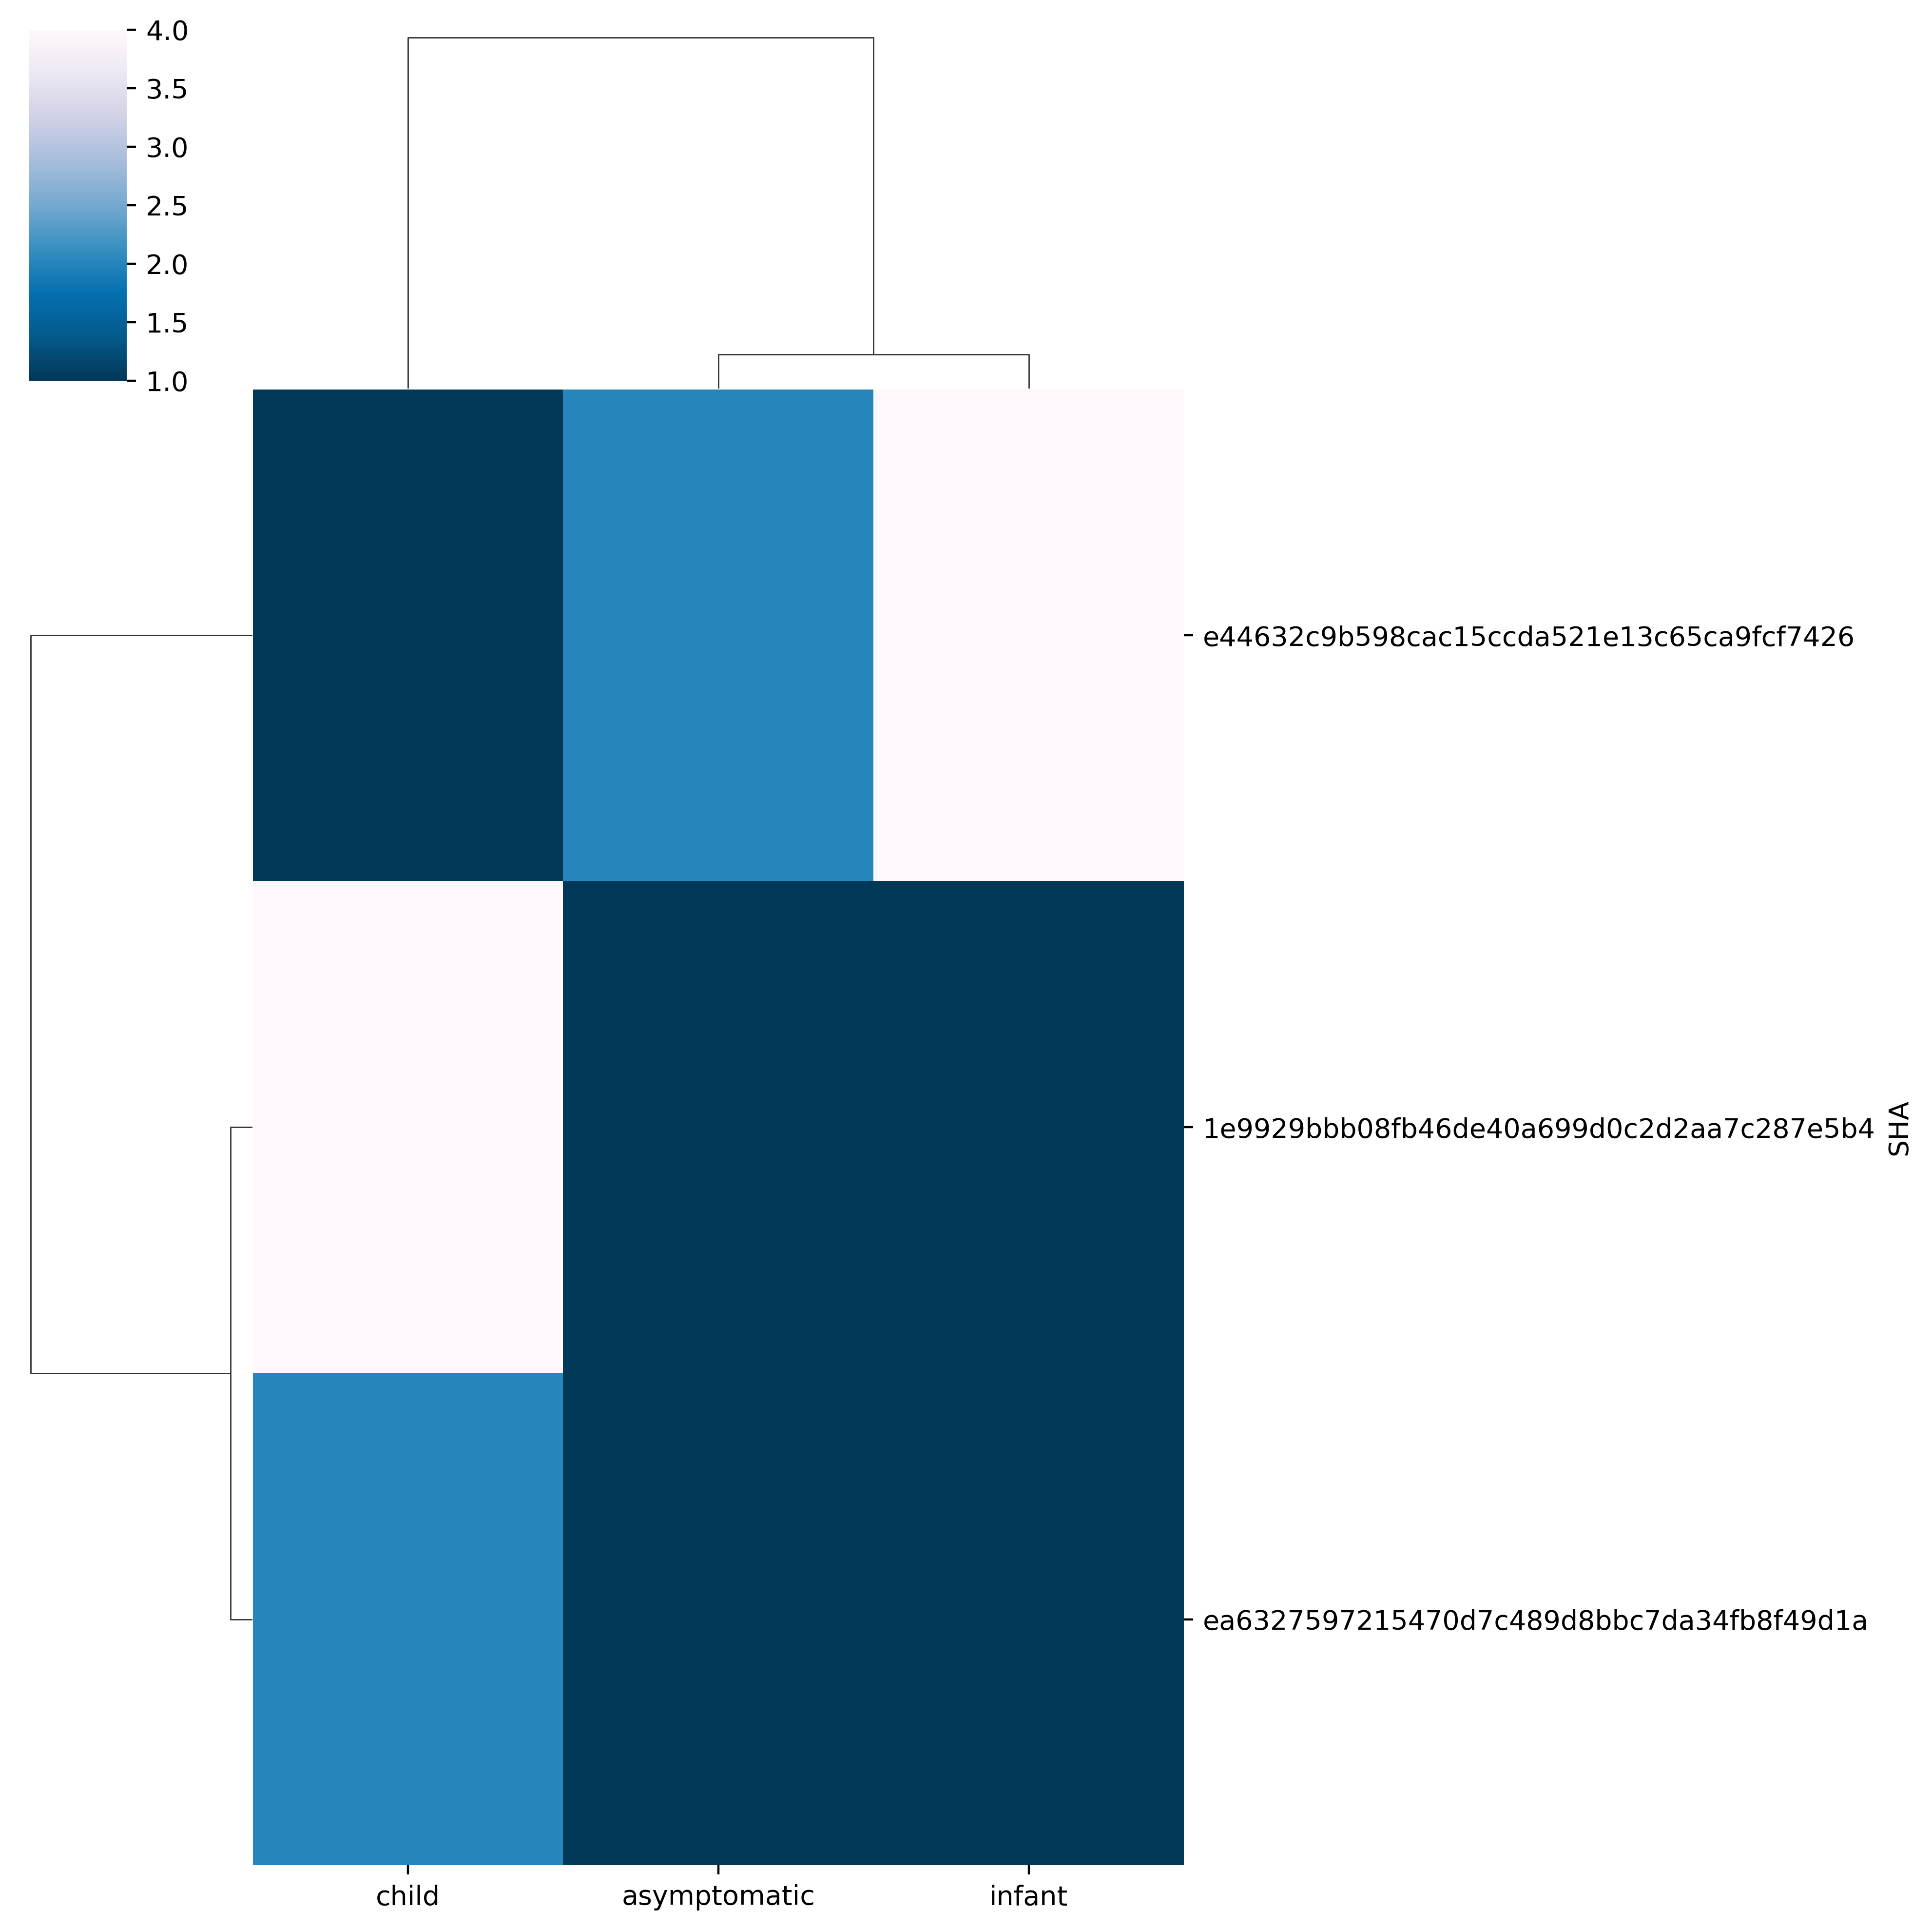 4.0
3.5
3.0
2.5
2.0
1.5
1.0
e44632c9b598cac15ccda521e13c65ca9fcf7426
1e9929bbb08fb46de40a699d0c2d2aa7c287e5b4
SHA
ea6327597215470d7c489d8bbc7da34fb8f49d1a
child asymptomatic infant